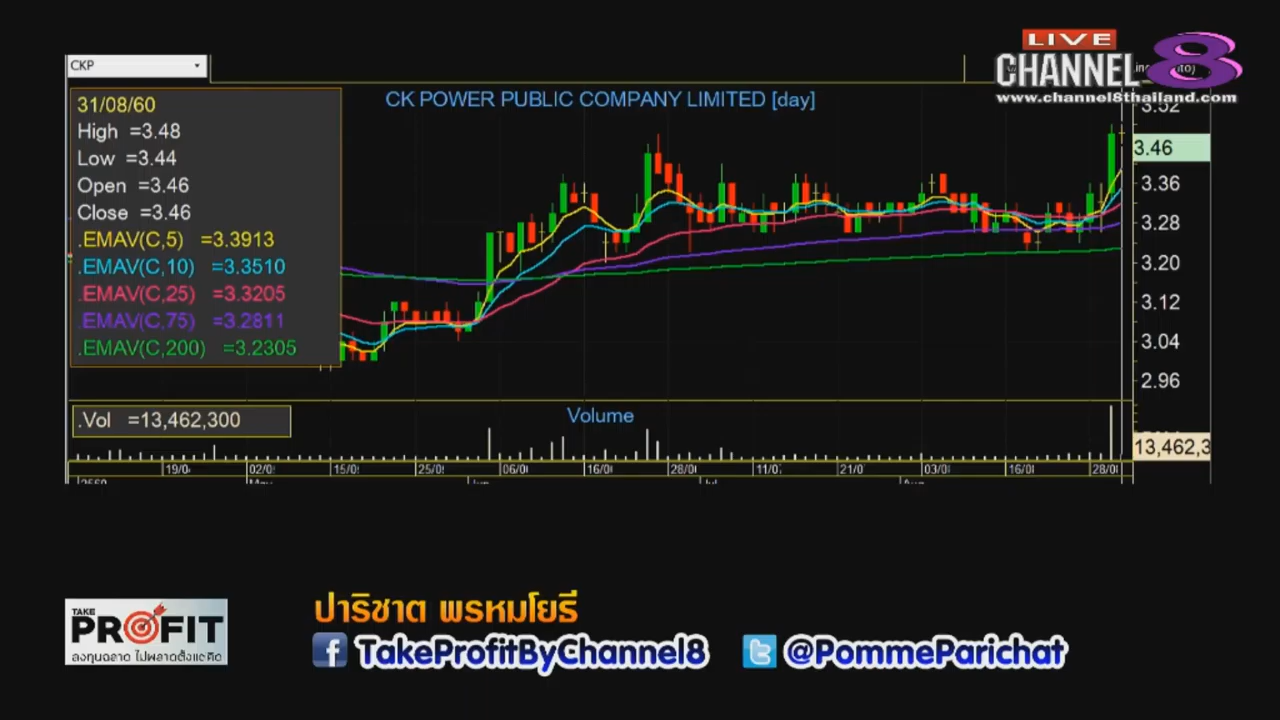 CKP
LIVE
CHANNEL 8
www.channel8thailand.com
31/08/60
High =3.48
Low =3.44
Open =3.46
Close =3.46
.EMAV(C,5) =3.3913
.EMAV(C,10) =3.3510
.EMAV(C,25) =3.3205
.EMAV(C,75) =3.2811
.EMAV(C,200) =3.2305
CK POWER PUBLIC COMPANY LIMITED [day]
3.52
3.46
3.36
3.28
3.20
3.12
3.04
2.96
.Vol =13,462,300
Volume
13,462,3
19/0 02/0 15/0 25/0 06/0 16/0 28/0 11/0 21/0 03/0 16/0 28/0
TAKE
PROFIT
ลงทุนฉลาด ไม่พลาดตั้งแต่คิด
ปาริชาต พรหมโยธี
TakeProfitByChannel8 @PommeParichat